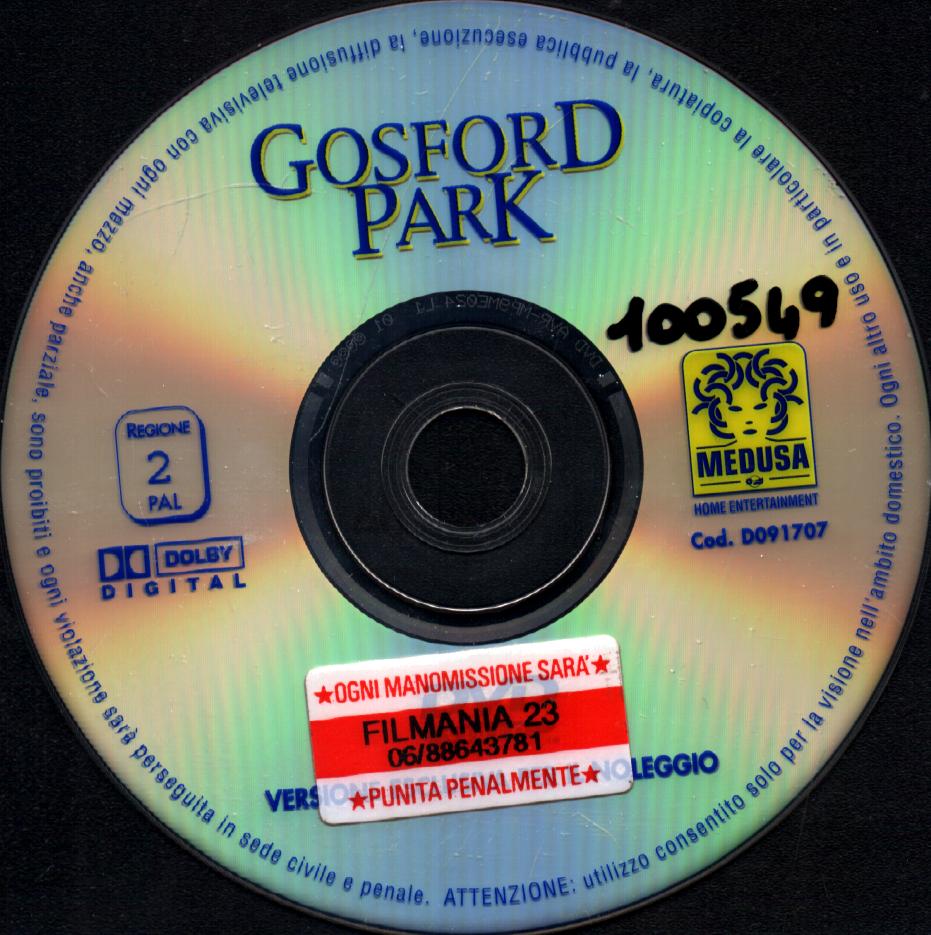 GOSFORD
PARK
100549
REGIONE
2
PAL
DOLBY
DIGITAL
MEDUSA
HOME ENTERTAINMENT
Cod. D091707
★OGNI MANOMISSIONE SARA'★
DVD
FILMANIA 23
06/88643781
★PUNITA PENALMENTE★
VERSIONE NOLEGGIO
ATTENZIONE: utilizzo consentito solo per la visione nell'ambito domestico. Ogni altro uso e in particolare la copiatura, la pubblica esecuzione, la diffusione televisiva con ogni mezzo, anche parziale, sono proibiti e ogni violazione sarà perseguita in sede civile e penale.